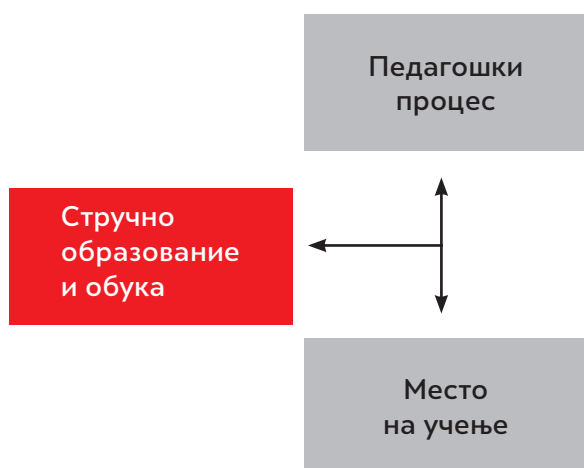 Педагошки
процес
Стручно
образование
и обука
Место
на учење